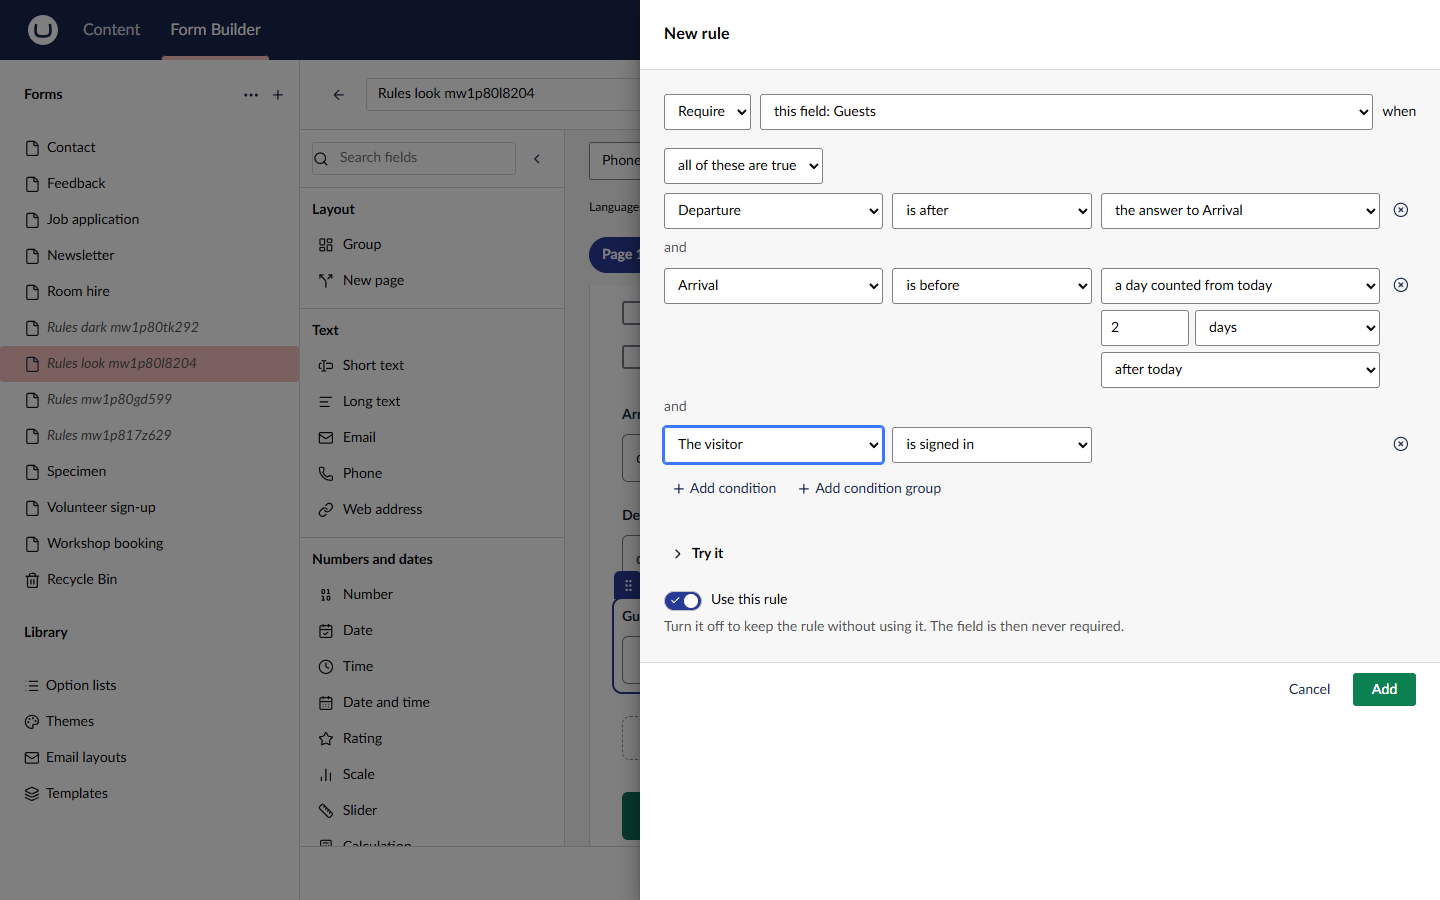 Content
Form Builder
New rule
Forms
Rules look mw1p80l8204
Require
this field: Guests
when
Contact
Feedback
Job application
Newsletter
Room hire
Rules dark mw1p80tk292
Rules look mw1p80l8204
Rules mw1p80gd599
Rules mw1p817z629
Specimen
Volunteer sign-up
Workshop booking
Recycle Bin
Library
Option lists
Themes
Email layouts
Templates
Search fields
Layout
Group
New page
Text
Short text
Long text
Email
Phone
Web address
Numbers and dates
Number
Date
Time
Date and time
Rating
Scale
Slider
Calculation
Phone
Language
Page 1
all of these are true
Departure
is after
the answer to Arrival
and
Arrival
is before
a day counted from today
2
days
after today
and
The visitor
is signed in
Add condition
Add condition group
Try it
Use this rule
Turn it off to keep the rule without using it. The field is then never required.
Cancel
Add